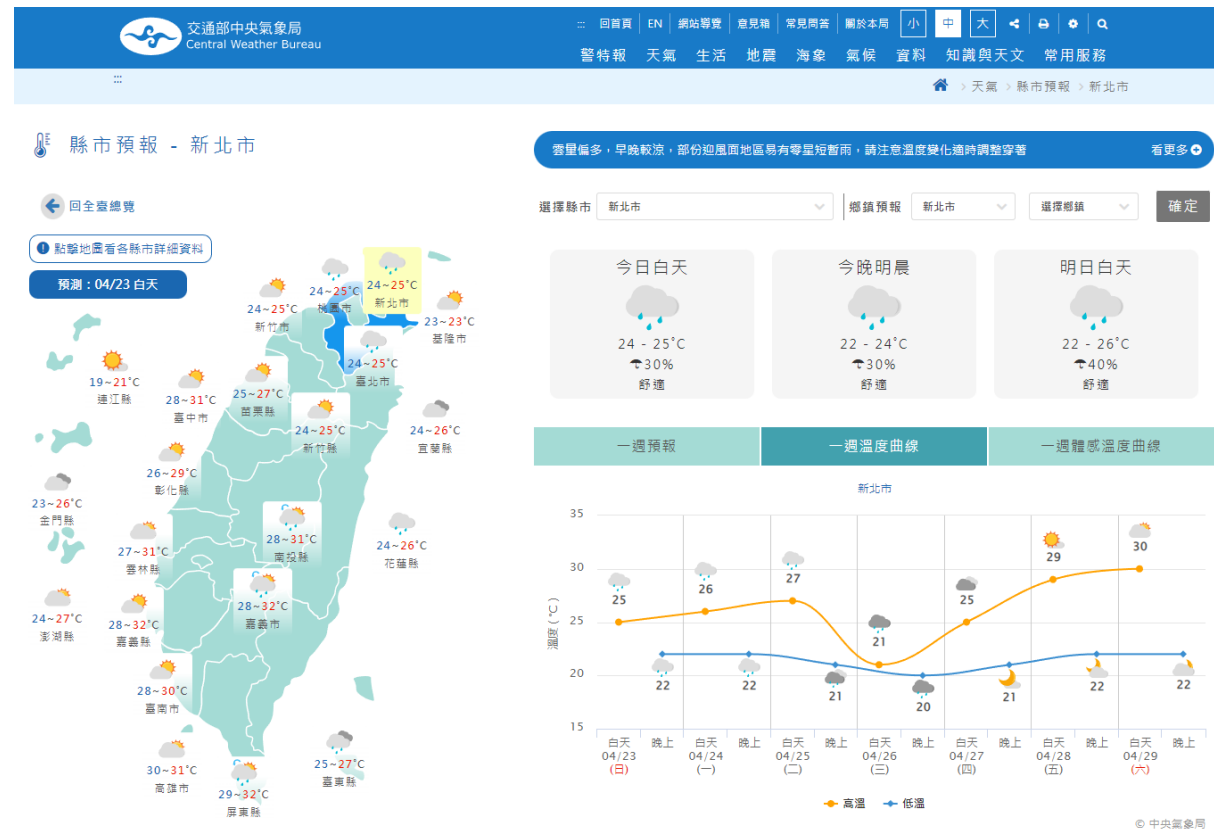 交通部中央氣象局
Central Weather Bureau
::: 回首頁 EN 網站導覽 意見箱 常見問答 關於本局 小 中 大
警特報 天氣 生活 地震 海象 氣候 資料 知識與天文 常用服務
:::
> 天氣 > 縣市預報 > 新北市
縣市預報 - 新北市
雲量偏多，早晚較涼，部份迎風面地區易有零星短暫雨，請注意溫度變化適時調整穿著 看更多
回全臺總覽
選擇縣市 新北市 鄉鎮預報 新北市 選擇鄉鎮 確定
點擊地圖看各縣市詳細資料
預測：04/23 白天
24~25°C
新北市
24~25°C
桃園市
24~25°C
新竹市
23~23°C
基隆市
24~25°C
臺北市
19~21°C
連江縣
28~31°C
臺中市
25~27°C
苗栗縣
24~25°C
新竹縣
24~26°C
宜蘭縣
26~29°C
彰化縣
23~26°C
金門縣
27~31°C
雲林縣
28~31°C
南投縣
24~26°C
花蓮縣
24~27°C
澎湖縣
28~32°C
嘉義縣
28~32°C
嘉義市
28~30°C
臺南市
30~31°C
高雄市
29~32°C
屏東縣
25~27°C
臺東縣
今日白天
24 - 25°C
30%
舒適
今晚明晨
22 - 24°C
30%
舒適
明日白天
22 - 26°C
40%
舒適
一週預報 一週溫度曲線 一週體感溫度曲線
新北市
溫度(°C)
35
30
25
20
15
25 26 27 21 25 29 30
22 22 21 20 21 22 22
白天 晚上 白天 晚上 白天 晚上 白天 晚上 白天 晚上 白天 晚上 白天 晚上
04/23 04/24 04/25 04/26 04/27 04/28 04/29
(日) (一) (二) (三) (四) (五) (六)
高溫 低溫
© 中央氣象局